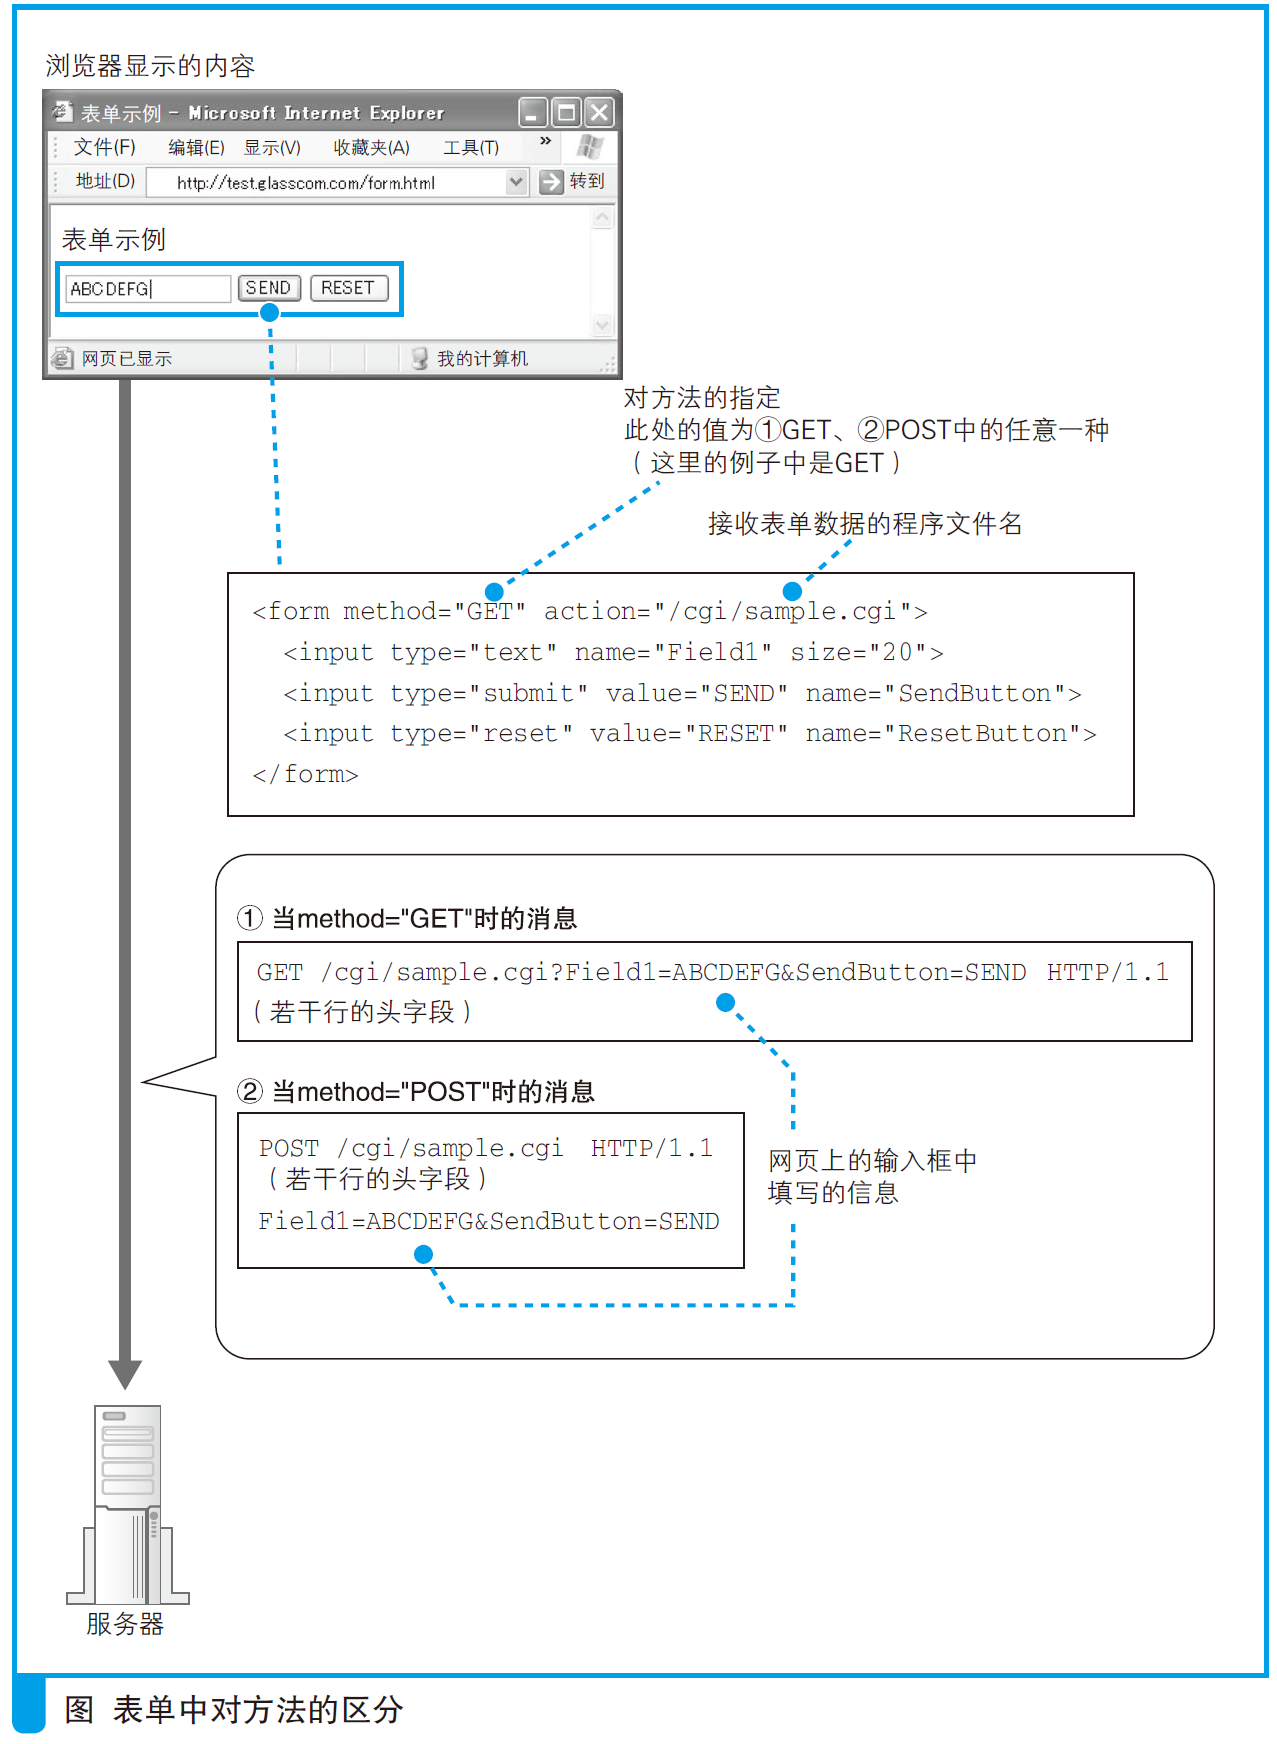 浏览器显示的内容
表单示例 - Microsoft Internet Explorer
文件(F) 编辑(E) 显示(V) 收藏夹(A) 工具(T) »
地址(D) http://test.glasscom.com/form.html 转到
表单示例
ABCDEFG SEND RESET
网页已显示 我的计算机
对方法的指定
此处的值为①GET、②POST中的任意一种
（这里的例子中是GET）
接收表单数据的程序文件名
<form method="GET" action="/cgi/sample.cgi">
<input type="text" name="Field1" size="20">
<input type="submit" value="SEND" name="SendButton">
<input type="reset" value="RESET" name="ResetButton">
</form>
① 当method="GET"时的消息
GET /cgi/sample.cgi?Field1=ABCDEFG&SendButton=SEND HTTP/1.1
（若干行的头字段）
② 当method="POST"时的消息
POST /cgi/sample.cgi HTTP/1.1
（若干行的头字段）
Field1=ABCDEFG&SendButton=SEND
网页上的输入框中
填写的信息
服务器
图 表单中对方法的区分